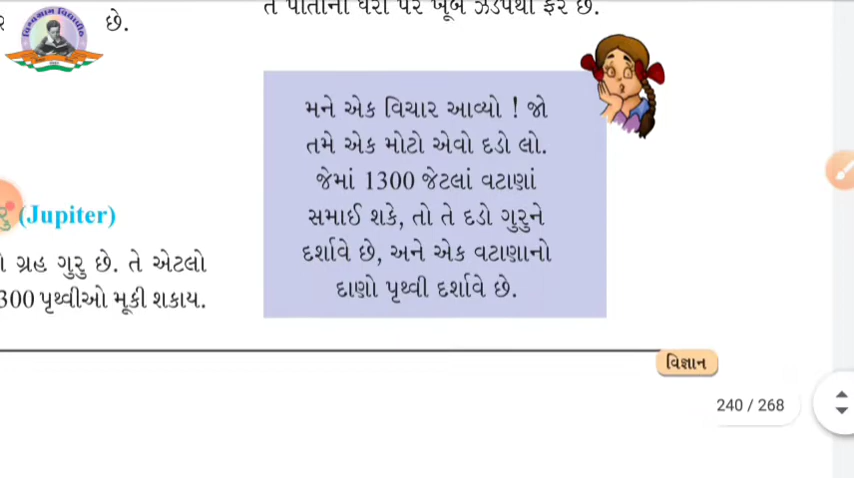 તે પોતાની ધરી પર ખૂબ ઝડપથી ફરે છે.
છે.
મને એક વિચાર આવ્યો ! જો
તમે એક મોટો એવો દડો લો.
જેમાં 1300 જેટલાં વટાણાં
સમાઈ શકે, તો તે દડો ગુરુને
દર્શાવે છે, અને એક વટાણાનો
દાણો પૃથ્વી દર્શાવે છે.
(Jupiter)
ગ્રહ ગુરુ છે. તે એટલો
300 પૃથ્વીઓ મૂકી શકાય.
વિજ્ઞાન
240 / 268